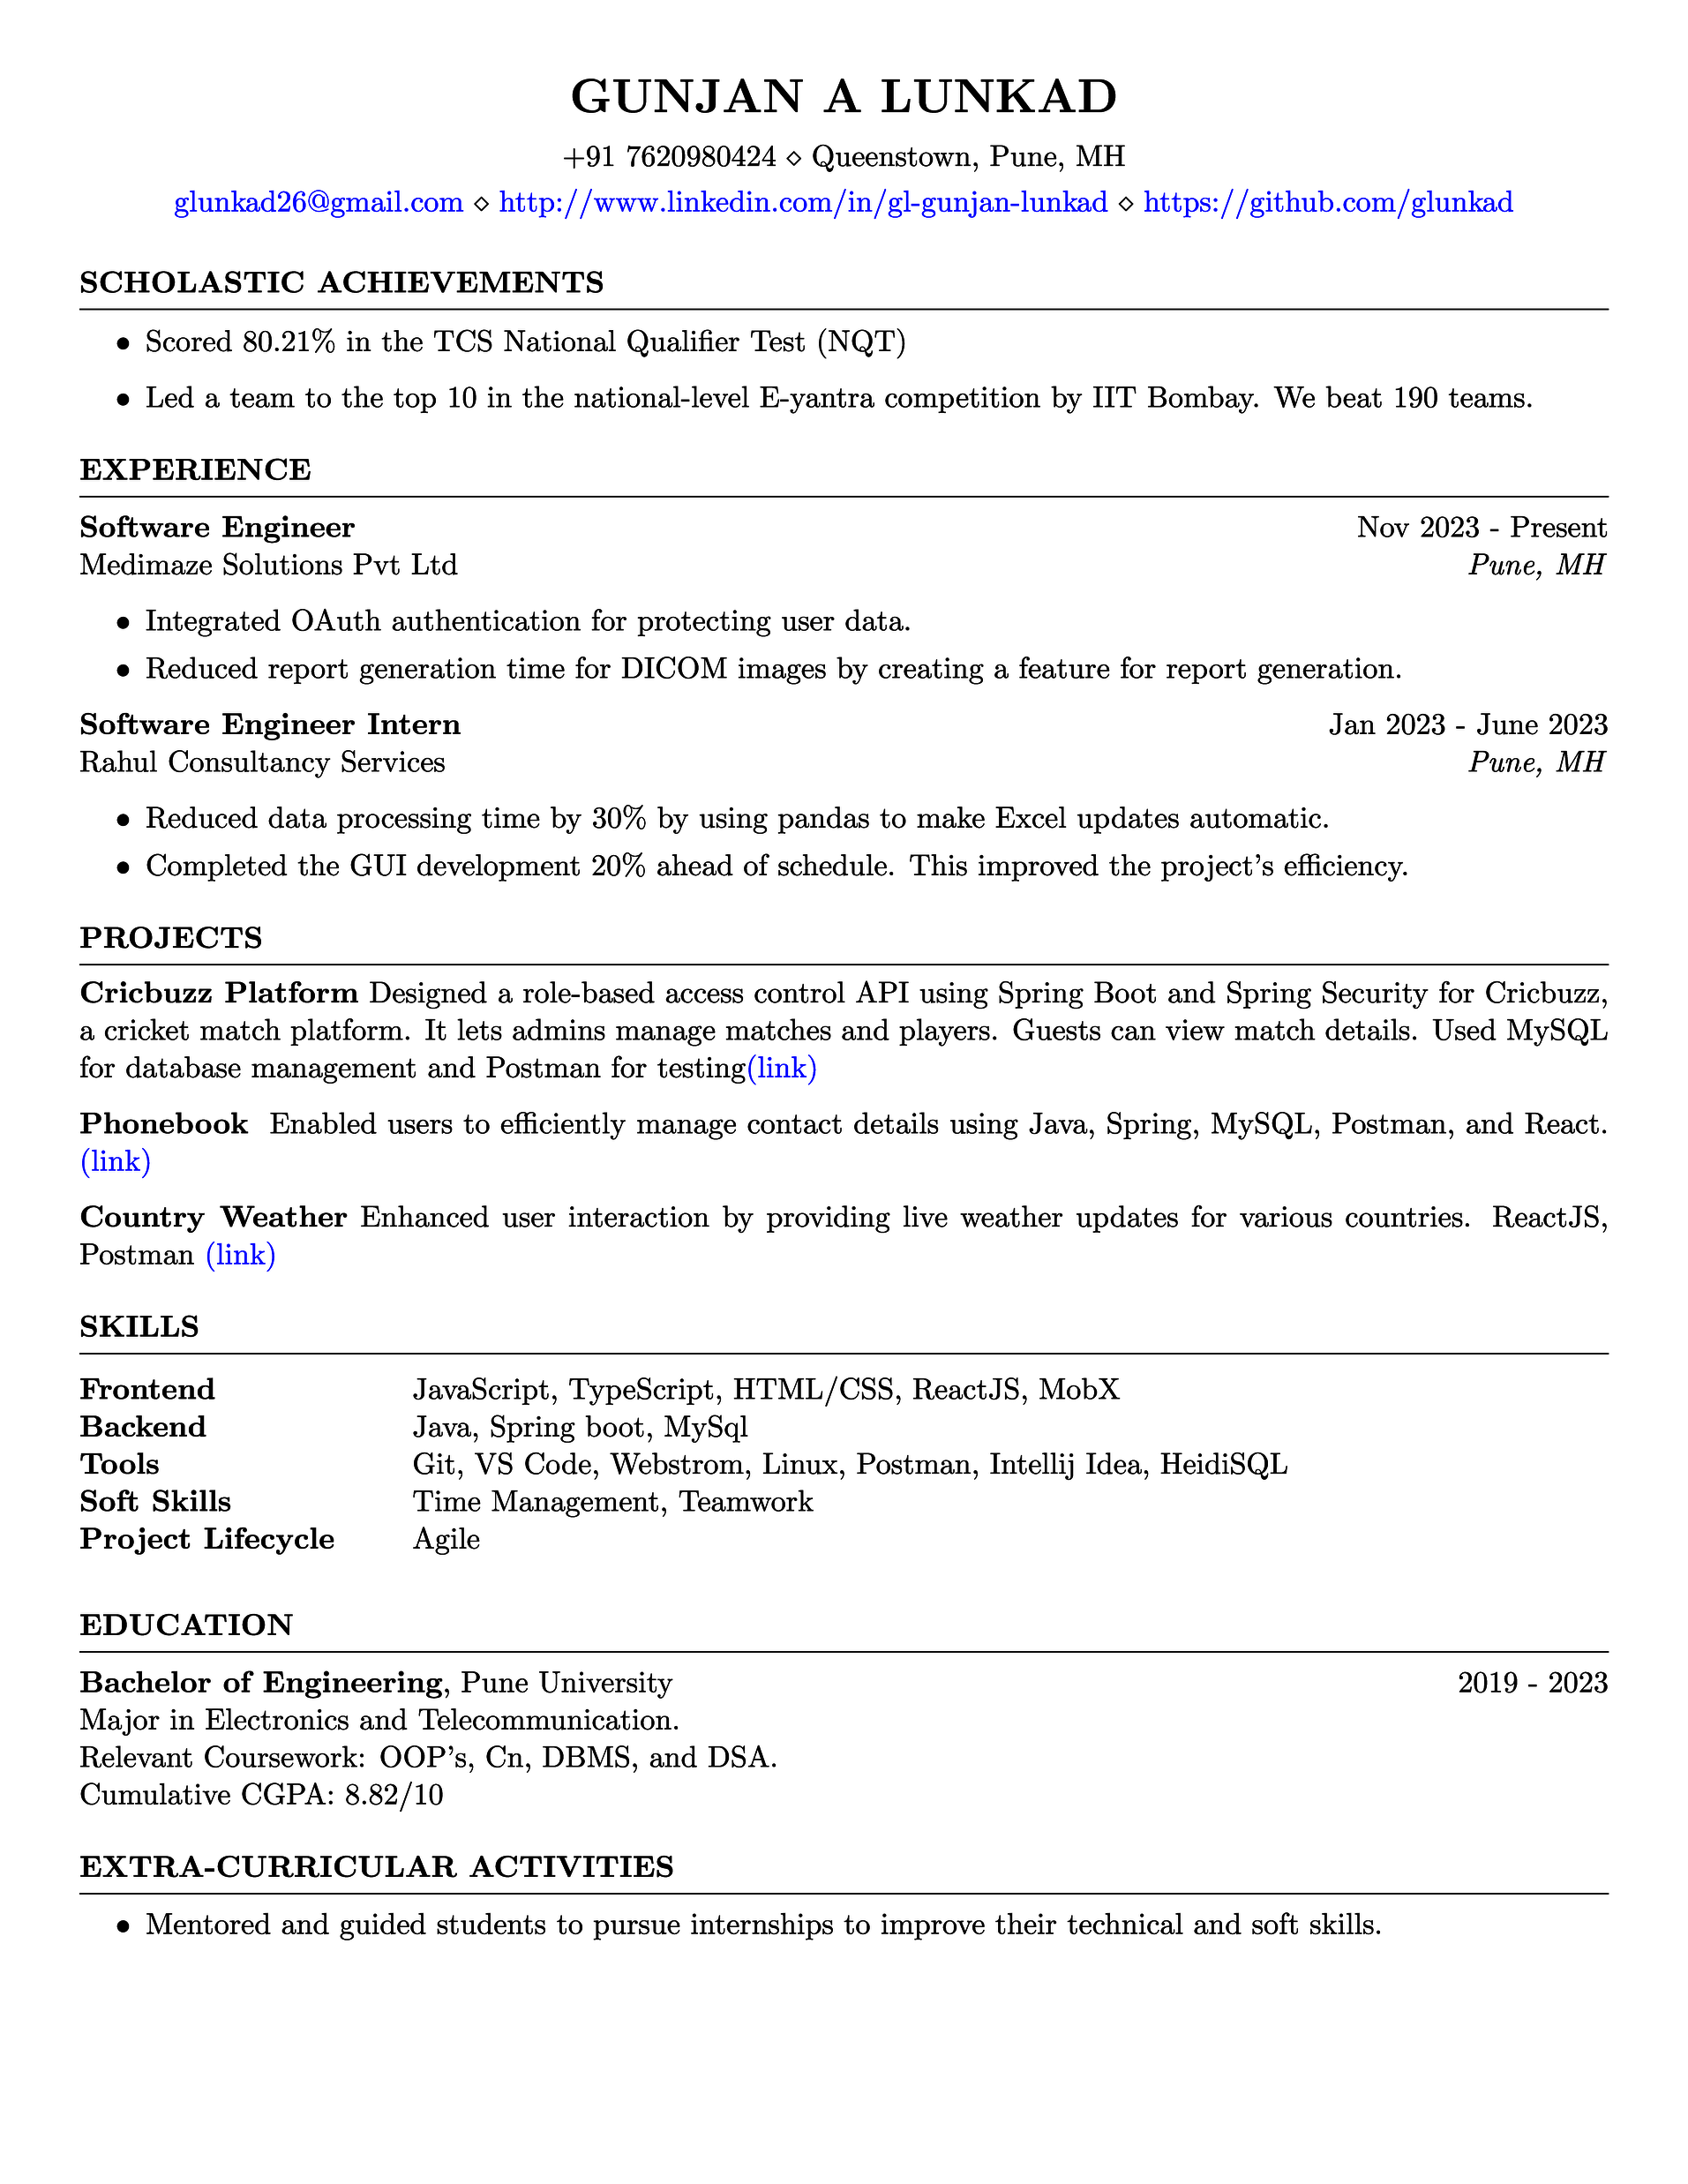 GUNJAN A LUNKAD
+91 7620980424 ⋄ Queenstown, Pune, MH
glunkad26@gmail.com ⋄ http://www.linkedin.com/in/gl-gunjan-lunkad ⋄ https://github.com/glunkad
SCHOLASTIC ACHIEVEMENTS
• Scored 80.21% in the TCS National Qualifier Test (NQT)
• Led a team to the top 10 in the national-level E-yantra competition by IIT Bombay. We beat 190 teams.
EXPERIENCE
Software Engineer Nov 2023 - Present
Medimaze Solutions Pvt Ltd Pune, MH
• Integrated OAuth authentication for protecting user data.
• Reduced report generation time for DICOM images by creating a feature for report generation.
Software Engineer Intern Jan 2023 - June 2023
Rahul Consultancy Services Pune, MH
• Reduced data processing time by 30% by using pandas to make Excel updates automatic.
• Completed the GUI development 20% ahead of schedule. This improved the project's efficiency.
PROJECTS
Cricbuzz Platform Designed a role-based access control API using Spring Boot and Spring Security for Cricbuzz,
a cricket match platform. It lets admins manage matches and players. Guests can view match details. Used MySQL
for database management and Postman for testing(link)
Phonebook Enabled users to efficiently manage contact details using Java, Spring, MySQL, Postman, and React.
(link)
Country Weather Enhanced user interaction by providing live weather updates for various countries. ReactJS,
Postman (link)
SKILLS
Frontend JavaScript, TypeScript, HTML/CSS, ReactJS, MobX
Backend Java, Spring boot, MySql
Tools Git, VS Code, Webstrom, Linux, Postman, Intellij Idea, HeidiSQL
Soft Skills Time Management, Teamwork
Project Lifecycle Agile
EDUCATION
Bachelor of Engineering, Pune University 2019 - 2023
Major in Electronics and Telecommunication.
Relevant Coursework: OOP's, Cn, DBMS, and DSA.
Cumulative CGPA: 8.82/10
EXTRA-CURRICULAR ACTIVITIES
• Mentored and guided students to pursue internships to improve their technical and soft skills.